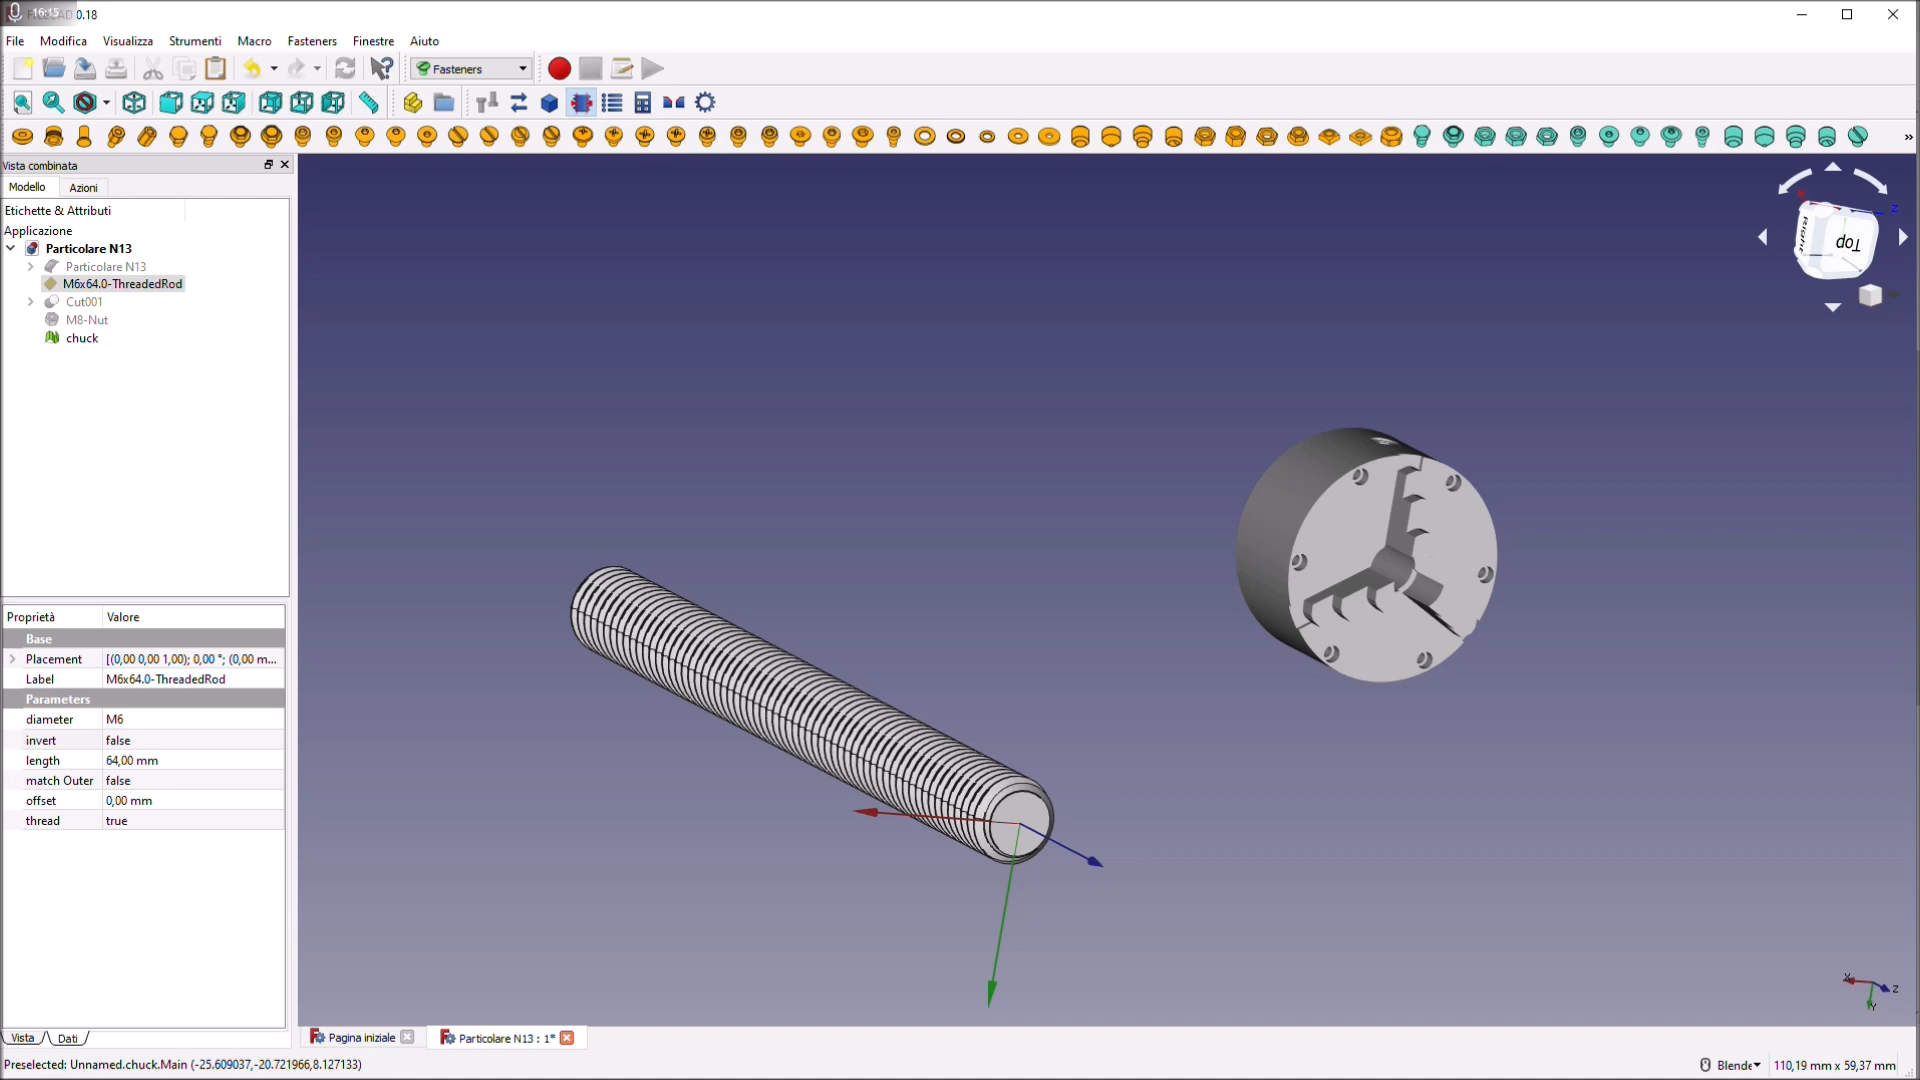 16:15
0.18
File Modifica Visualizza Strumenti Macro Fasteners Finestre Aiuto
Fasteners
»
Vista combinata
Modello Azioni
Etichette & Attributi
Applicazione
Particolare N13
Particolare N13
M6x64.0-ThreadedRod
Cut001
M8-Nut
chuck
Proprietà Valore
Base
Placement [(0,00 0,00 1,00); 0,00 °; (0,00 m...
Label M6x64.0-ThreadedRod
Parameters
diameter M6
invert false
length 64,00 mm
match Outer false
offset 0,00 mm
thread true
Vista Dati
Z
Right
Top
X
Z
Y
Pagina iniziale
Particolare N13 : 1*
Preselected: Unnamed.chuck.Main (-25.609037,-20.721966,8.127133)
Blende
110,19 mm x 59,37 mm